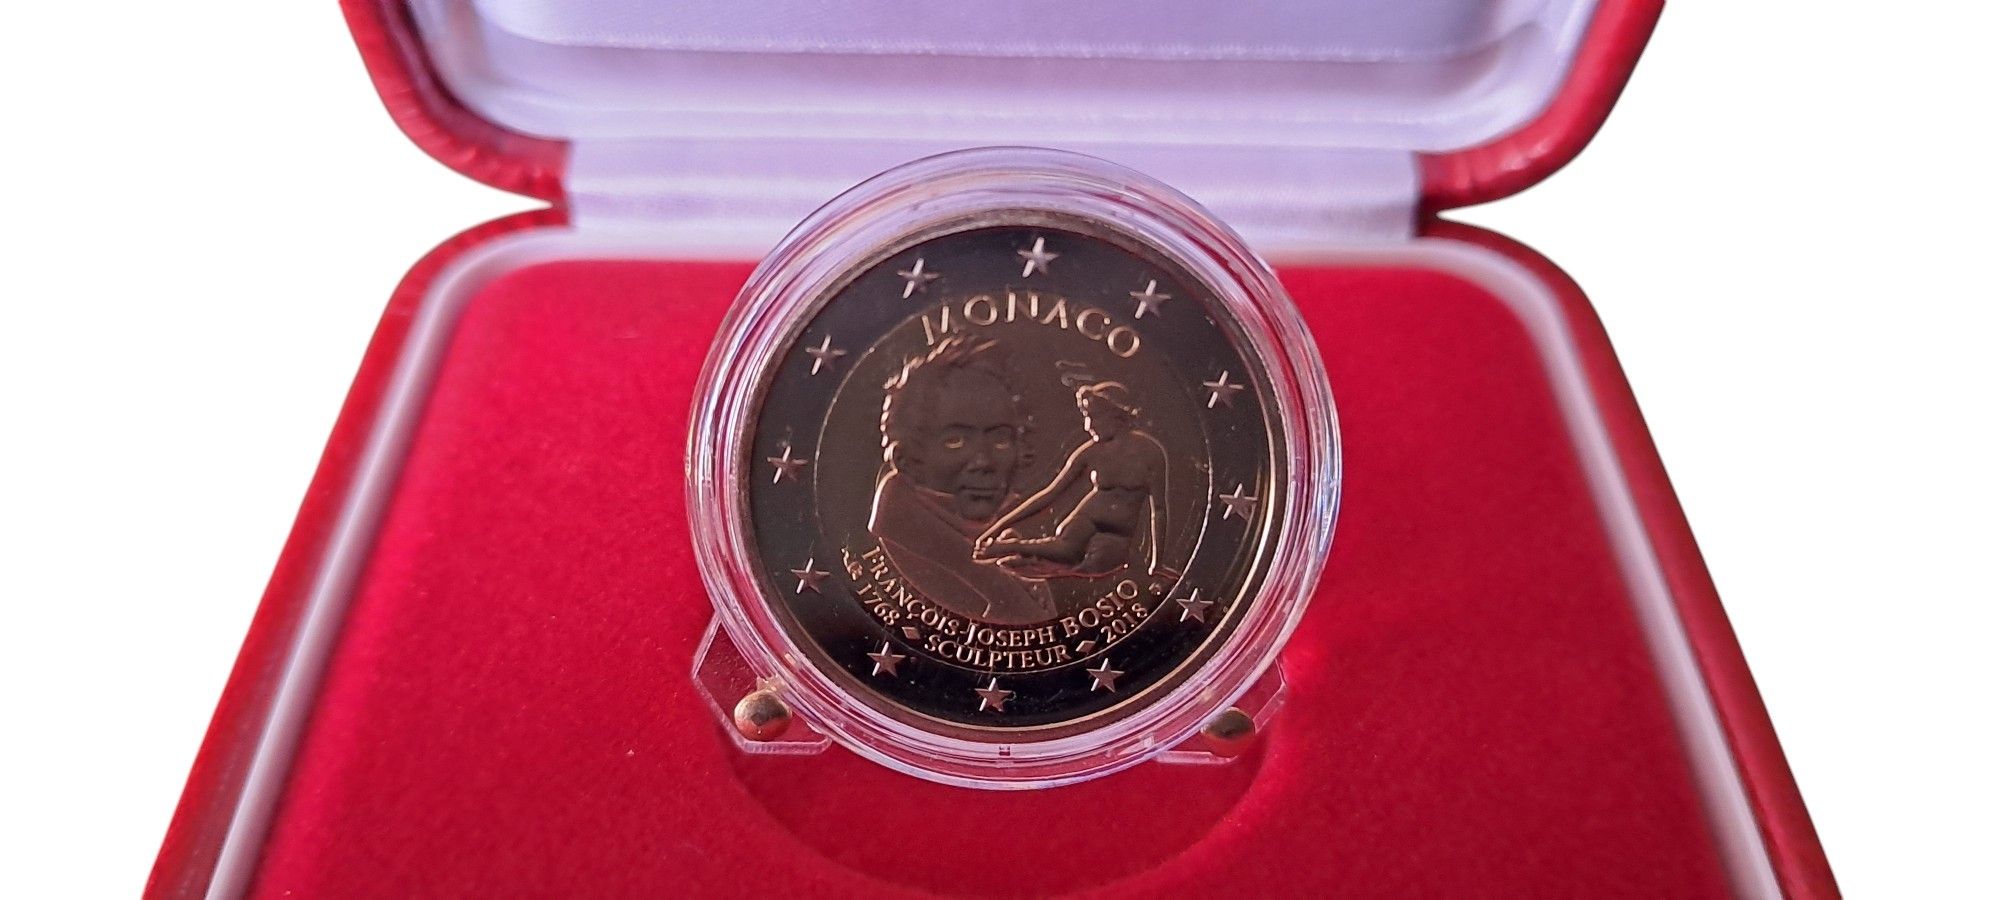 MONACO
FRANÇOIS-JOSEPH BOSIO
1768 ◆ SCULPTEUR ◆ 2018